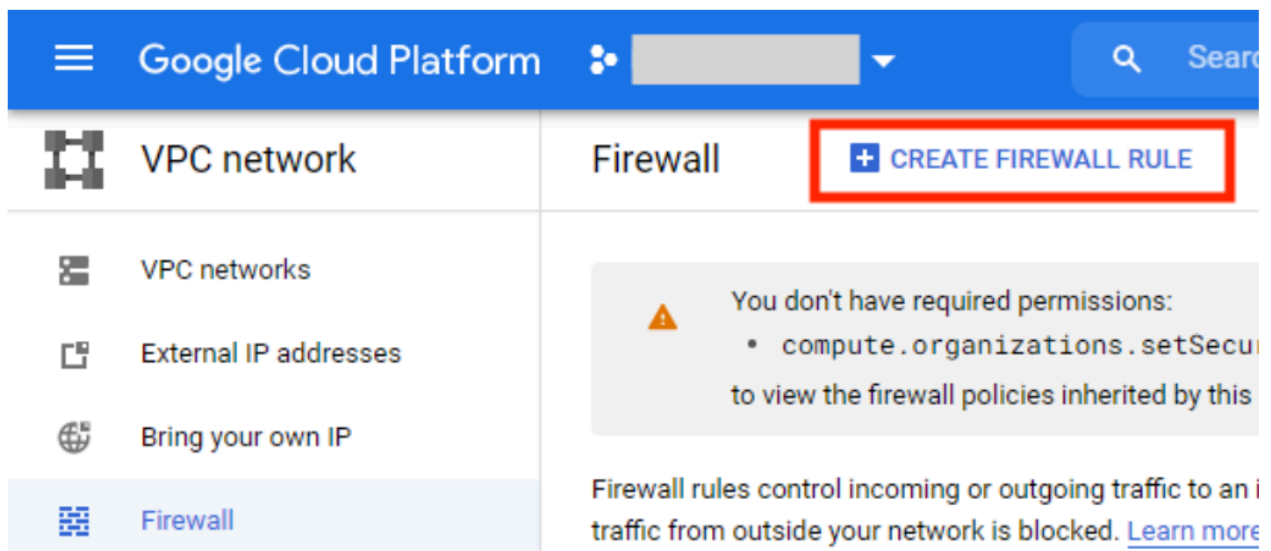 Google Cloud Platform
VPC network
Firewall
CREATE FIREWALL RULE
VPC networks
External IP addresses
Bring your own IP
Firewall
You don't have required permissions:
• compute.organizations.setSecu
to view the firewall policies inherited by this
Firewall rules control incoming or outgoing traffic to an i
traffic from outside your network is blocked. Learn more